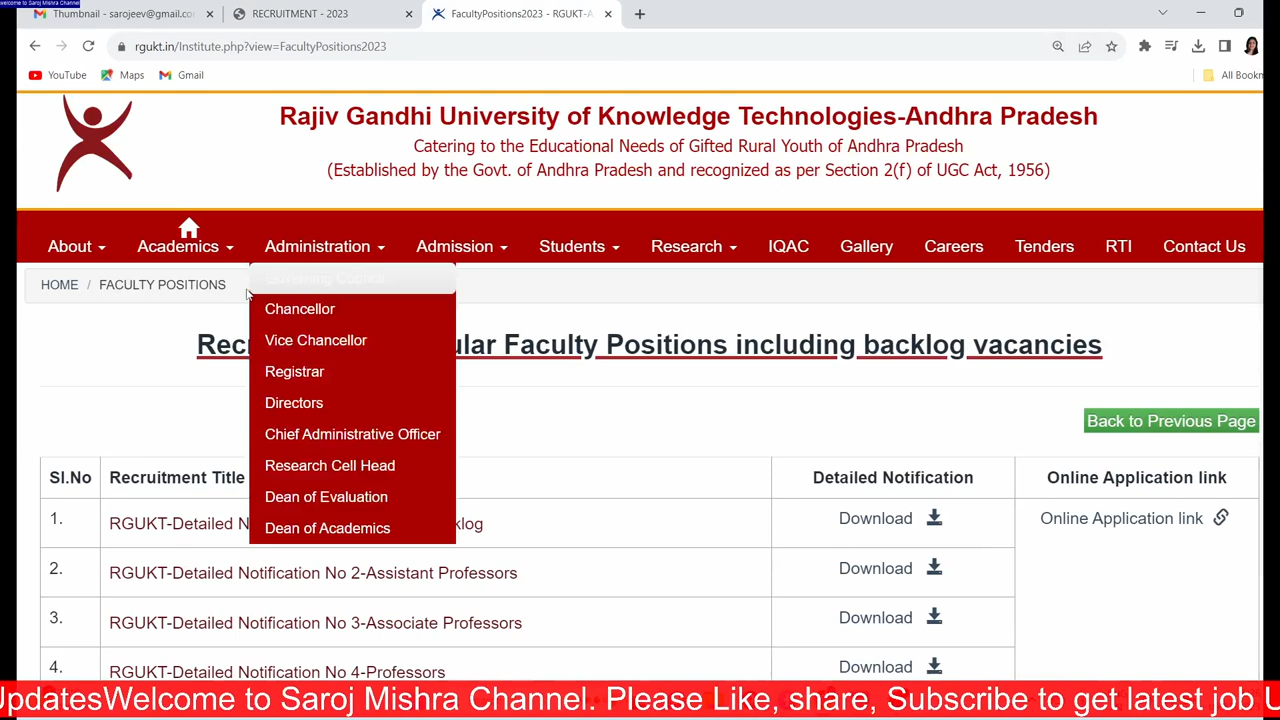 welcome to Saroj Mishra Channel
Thumbnail - sarojeev@gmail.co
RECRUITMENT - 2023
FacultyPositions2023 - RGUKT-A
rgukt.in/Institute.php?view=FacultyPositions2023
YouTube
Maps
Gmail
All Bookm
Rajiv Gandhi University of Knowledge Technologies-Andhra Pradesh
Catering to the Educational Needs of Gifted Rural Youth of Andhra Pradesh
(Established by the Govt. of Andhra Pradesh and recognized as per Section 2(f) of UGC Act, 1956)
About Academics Administration Admission Students Research IQAC Gallery Careers Tenders RTI Contact Us
HOME / FACULTY POSITIONS
Governing Council
Chancellor
Vice Chancellor
Registrar
Directors
Chief Administrative Officer
Research Cell Head
Dean of Evaluation
Dean of Academics
Rec ular Faculty Positions including backlog vacancies
Back to Previous Page
Sl.No Recruitment Title Detailed Notification Online Application link
1. RGUKT-Detailed N klog Download Online Application link
2. RGUKT-Detailed Notification No 2-Assistant Professors Download
3. RGUKT-Detailed Notification No 3-Associate Professors Download
4. RGUKT-Detailed Notification No 4-Professors Download
UpdatesWelcome to Saroj Mishra Channel. Please Like, share, Subscribe to get latest job U